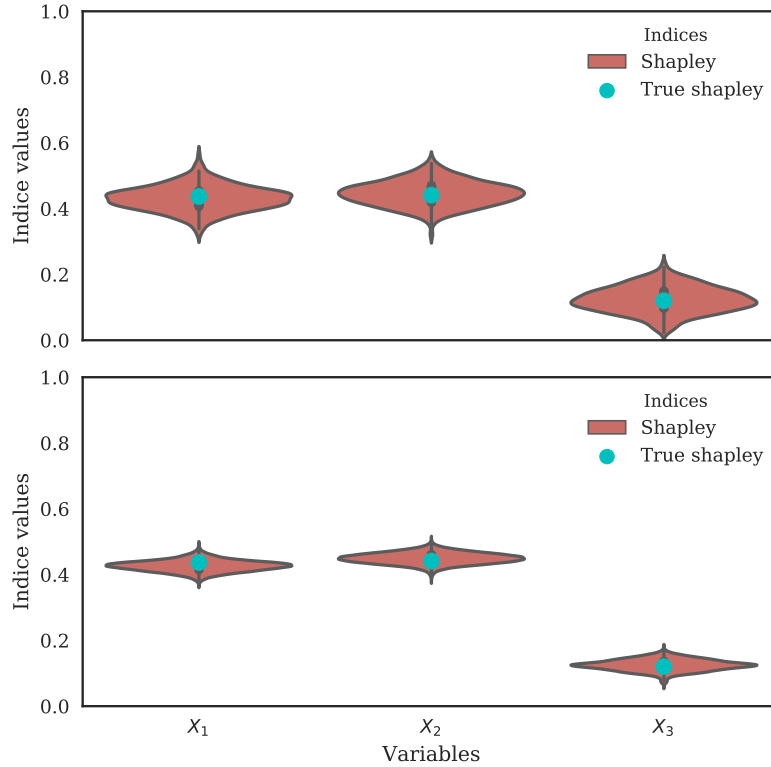 1.0
Indices
Shapley
True shapley
0.8
0.6
0.4
0.2
0.0
Indice values
1.0
Indices
Shapley
True shapley
0.8
0.6
0.4
0.2
0.0
Indice values
X₁ X₂ X₃
Variables